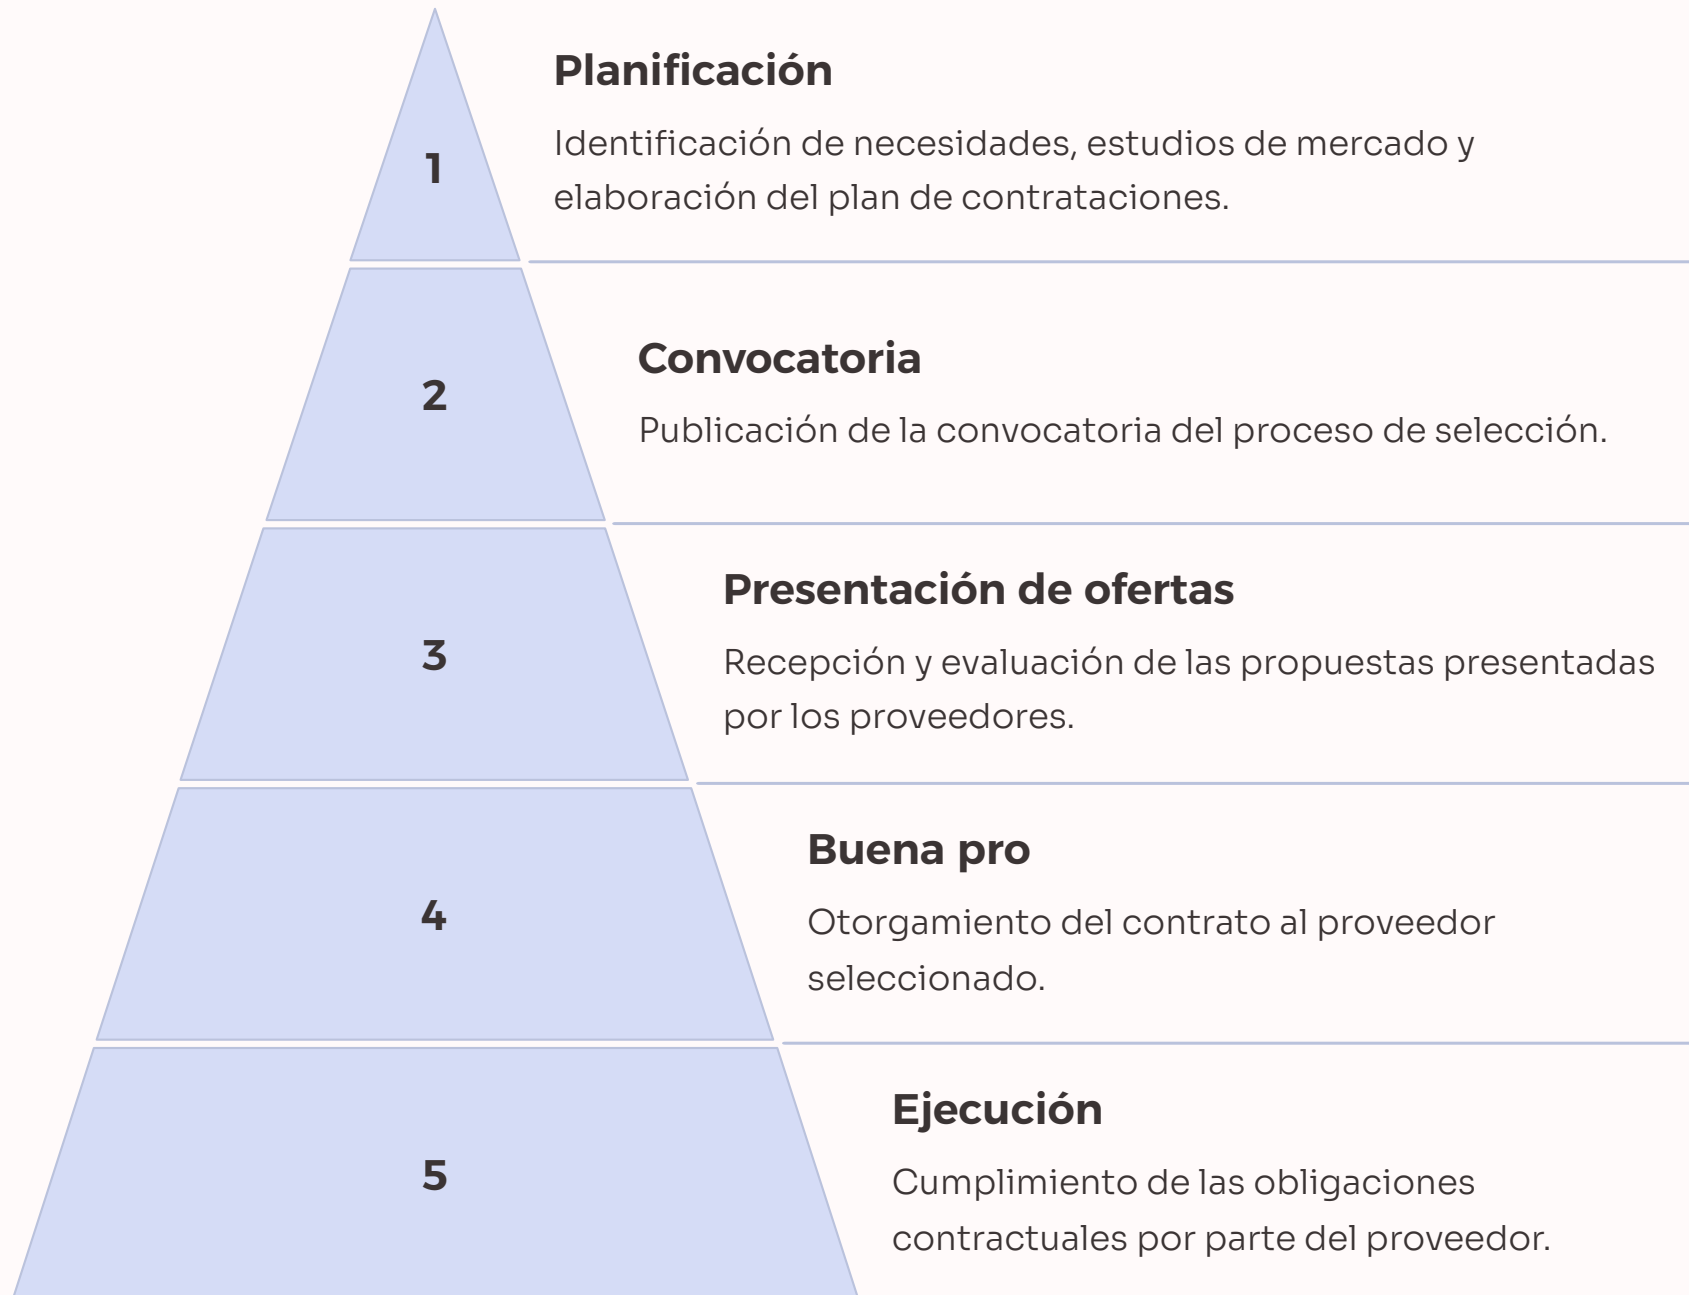 1
Planificación
Identificación de necesidades, estudios de mercado y
elaboración del plan de contrataciones.
2
Convocatoria
Publicación de la convocatoria del proceso de selección.
3
Presentación de ofertas
Recepción y evaluación de las propuestas presentadas
por los proveedores.
4
Buena pro
Otorgamiento del contrato al proveedor
seleccionado.
5
Ejecución
Cumplimiento de las obligaciones
contractuales por parte del proveedor.